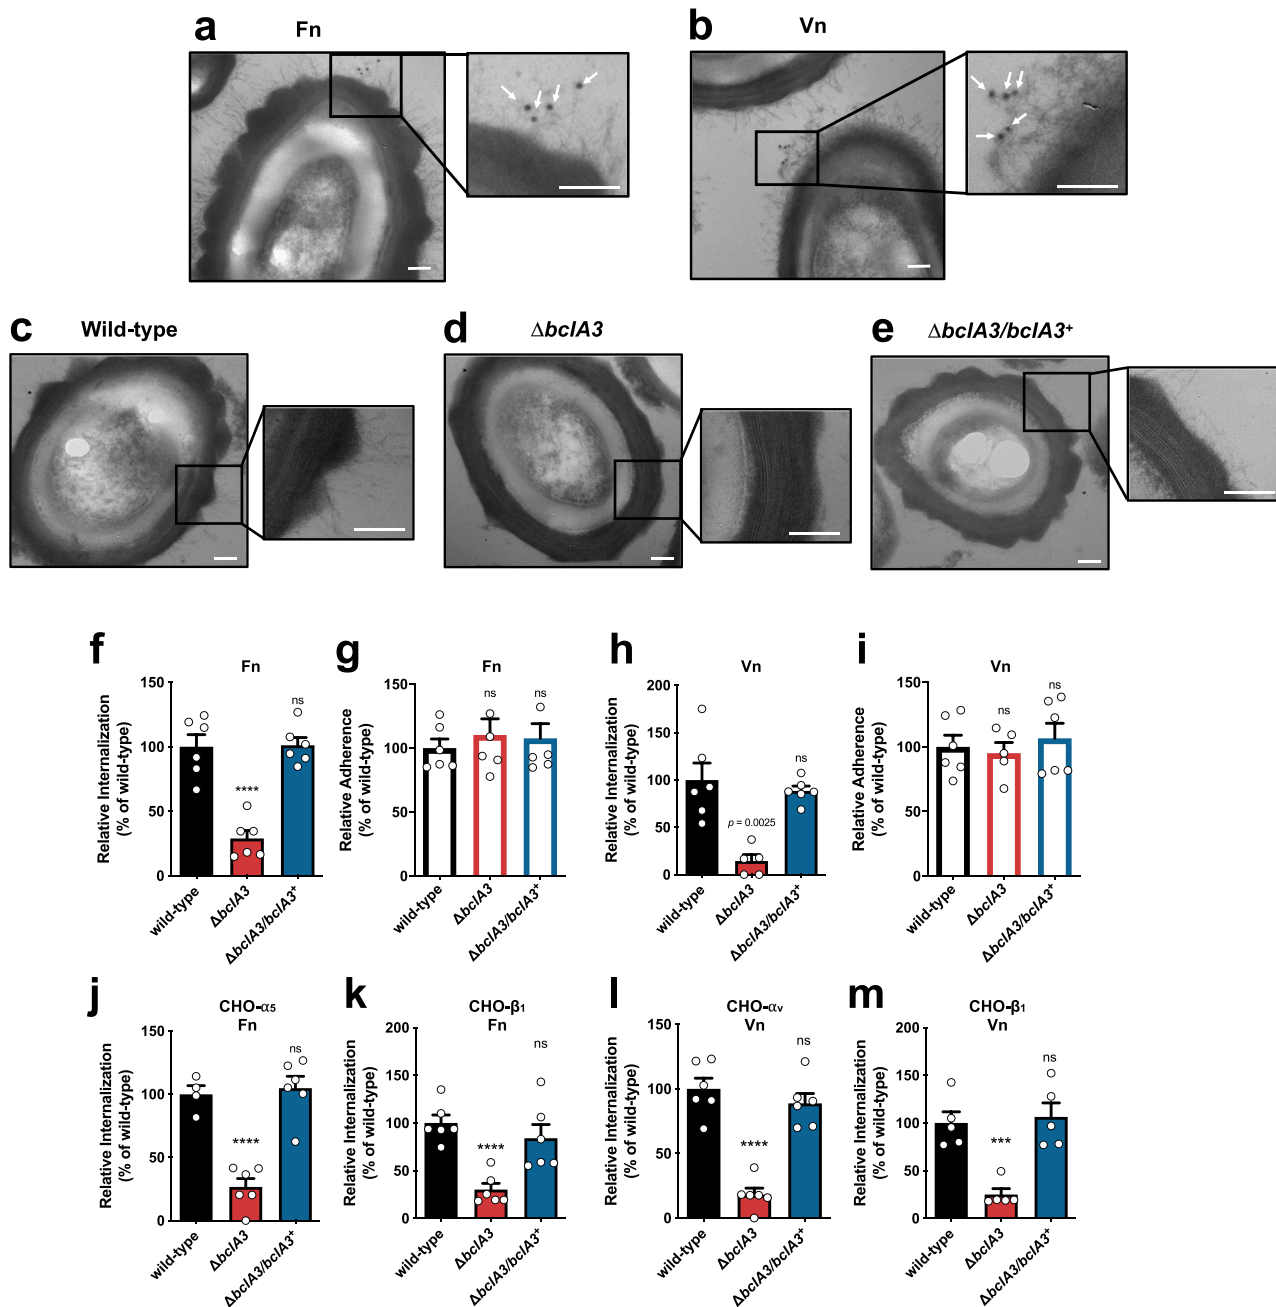 a Fn
b Vn
c Wild-type
d ΔbclA3
e ΔbclA3/bclA3⁺
f
Fn
Relative Internalization
(% of wild-type)
150
100
50
0
ns
****
wild-type
ΔbclA3
ΔbclA3/bclA3⁺
g
Fn
Relative Adherence
(% of wild-type)
150
100
50
0
ns
ns
wild-type
ΔbclA3
ΔbclA3/bclA3⁺
h
Vn
Relative Internalization
(% of wild-type)
200
150
100
50
0
ns
p = 0.0025
wild-type
ΔbclA3
ΔbclA3/bclA3⁺
i
Vn
Relative Adherence
(% of wild-type)
150
100
50
0
ns
ns
wild-type
ΔbclA3
ΔbclA3/bclA3⁺
j
CHO-α5
Fn
Relative Internalization
(% of wild-type)
150
100
50
0
ns
****
wild-type
ΔbclA3
ΔbclA3/bclA3⁺
k
CHO-β1
Fn
Relative Internalization
(% of wild-type)
200
150
100
50
0
ns
****
wild-type
ΔbclA3
ΔbclA3/bclA3⁺
l
CHO-αv
Vn
Relative Internalization
(% of wild-type)
150
100
50
0
ns
****
wild-type
ΔbclA3
ΔbclA3/bclA3⁺
m
CHO-β1
Vn
Relative Internalization
(% of wild-type)
200
150
100
50
0
ns
***
wild-type
ΔbclA3
ΔbclA3/bclA3⁺